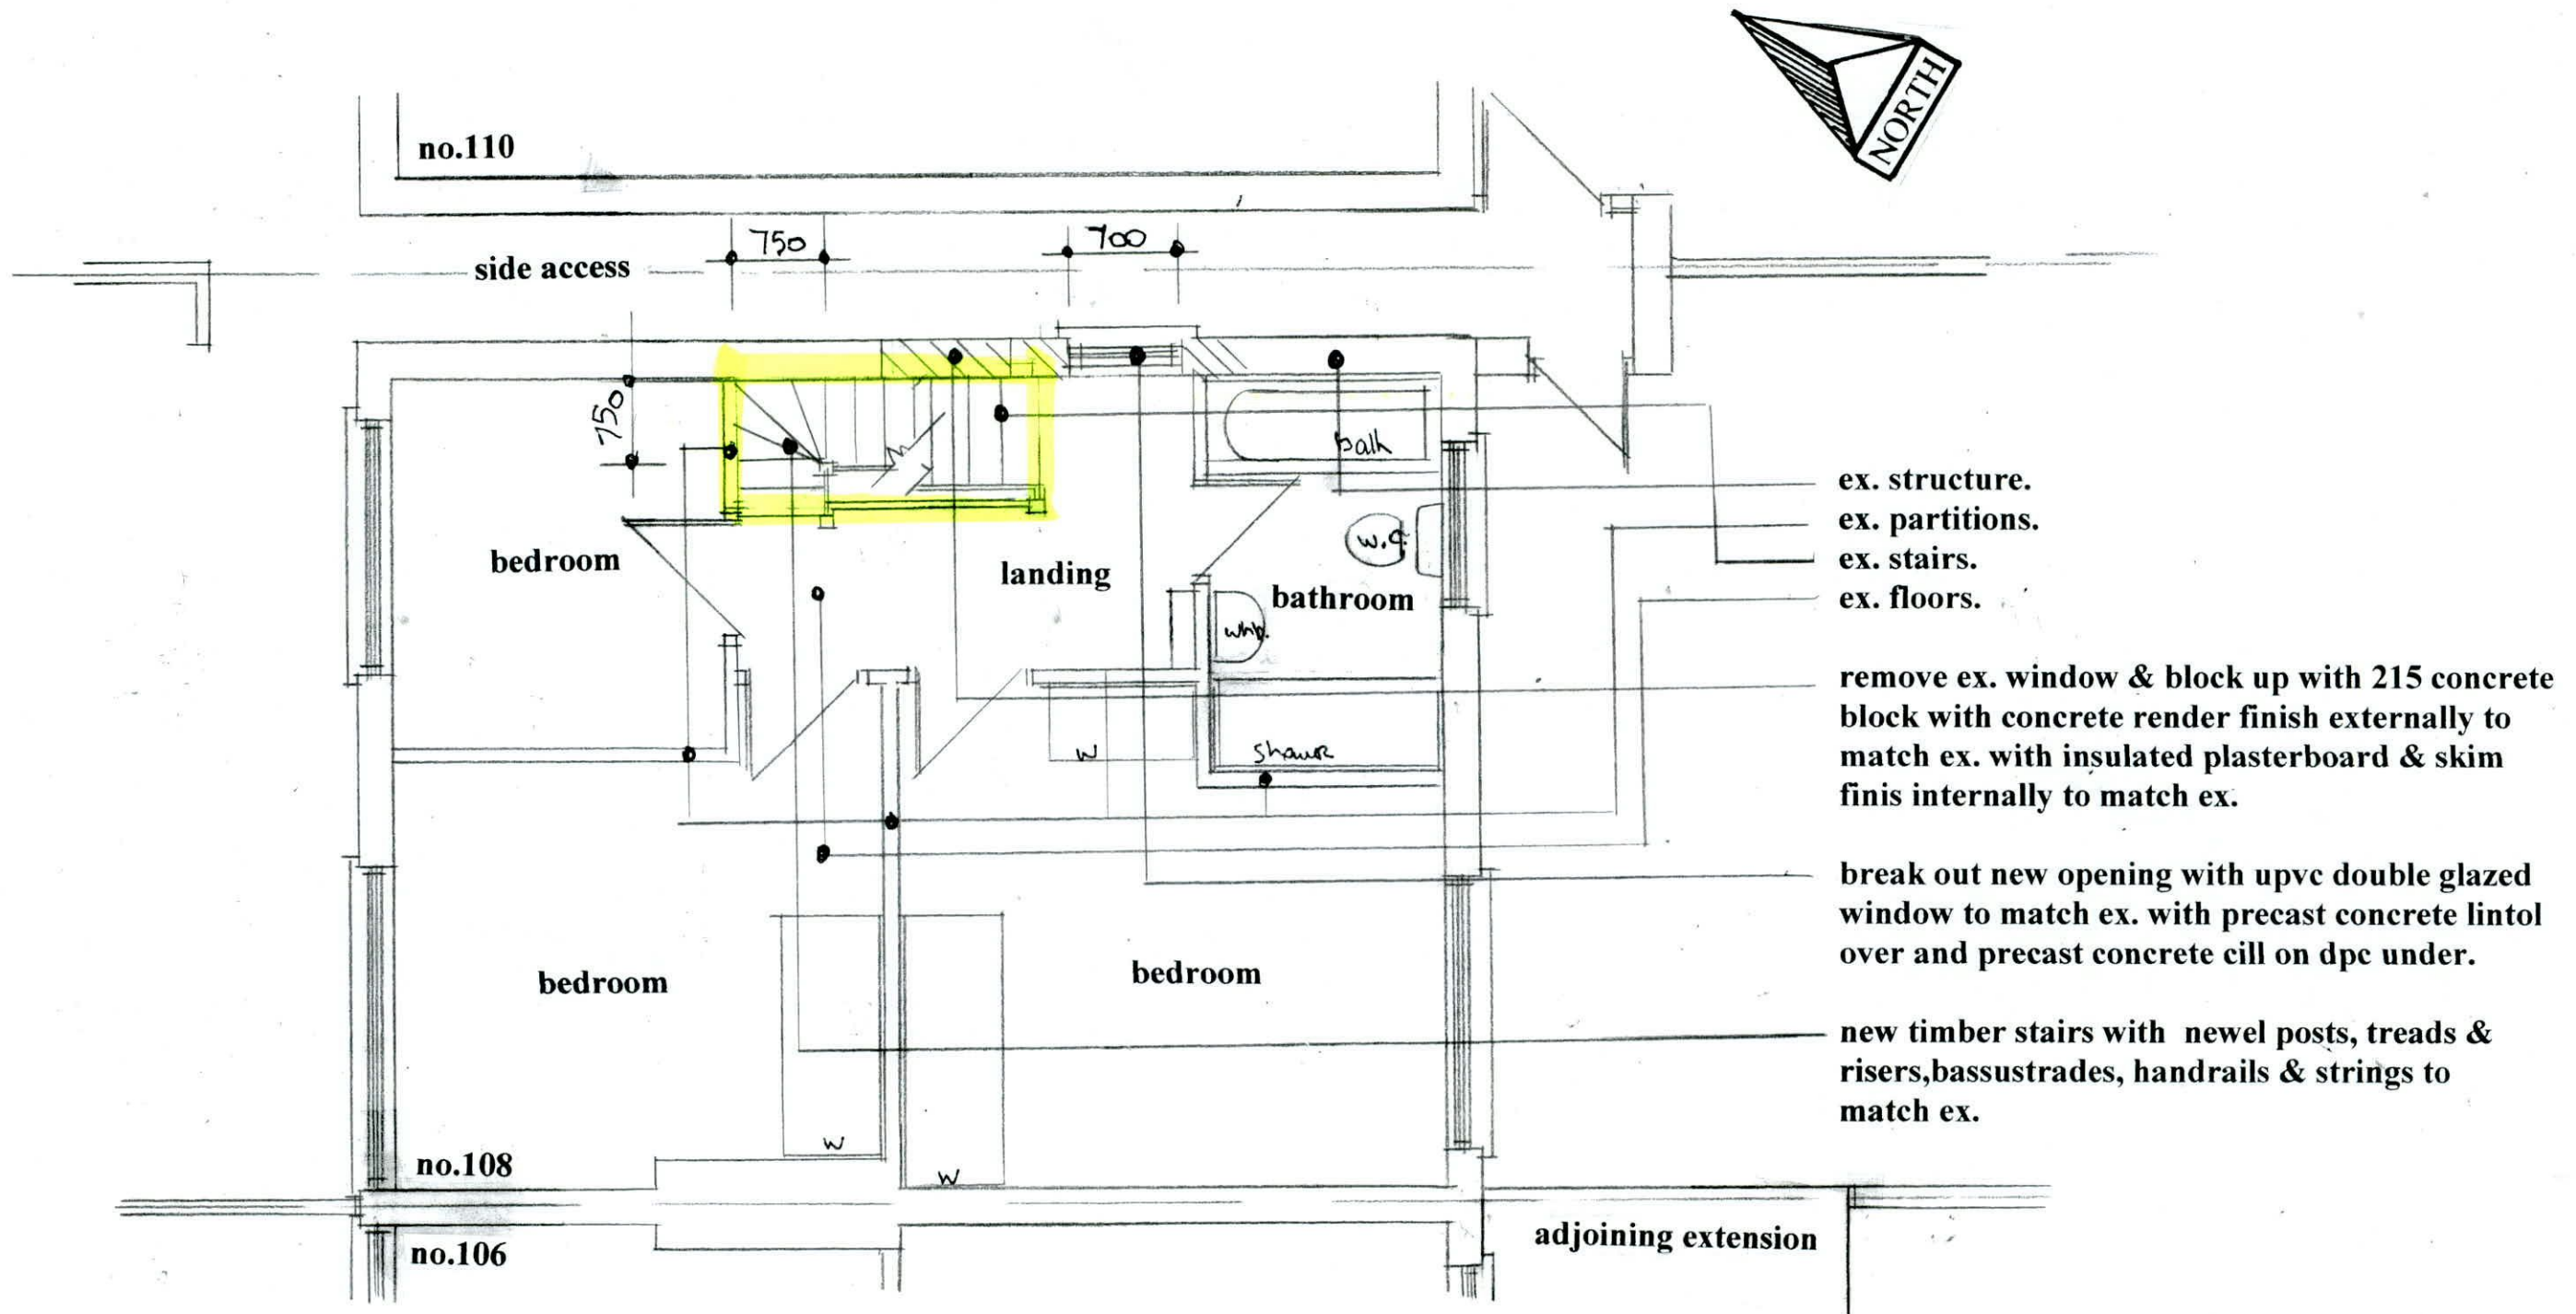 NORTH
no.110
750
700
side access
750
bath
ex. structure.
ex. partitions.
ex. stairs.
ex. floors.
w.c.
bedroom
landing
bathroom
whb.
remove ex. window & block up with 215 concrete
block with concrete render finish externally to
match ex. with insulated plasterboard & skim
finis internally to match ex.
W
shower
break out new opening with upvc double glazed
window to match ex. with precast concrete lintol
over and precast concrete cill on dpc under.
bedroom
bedroom
new timber stairs with newel posts, treads &
risers,bassustrades, handrails & strings to
match ex.
W
W
no.108
no.106
adjoining extension